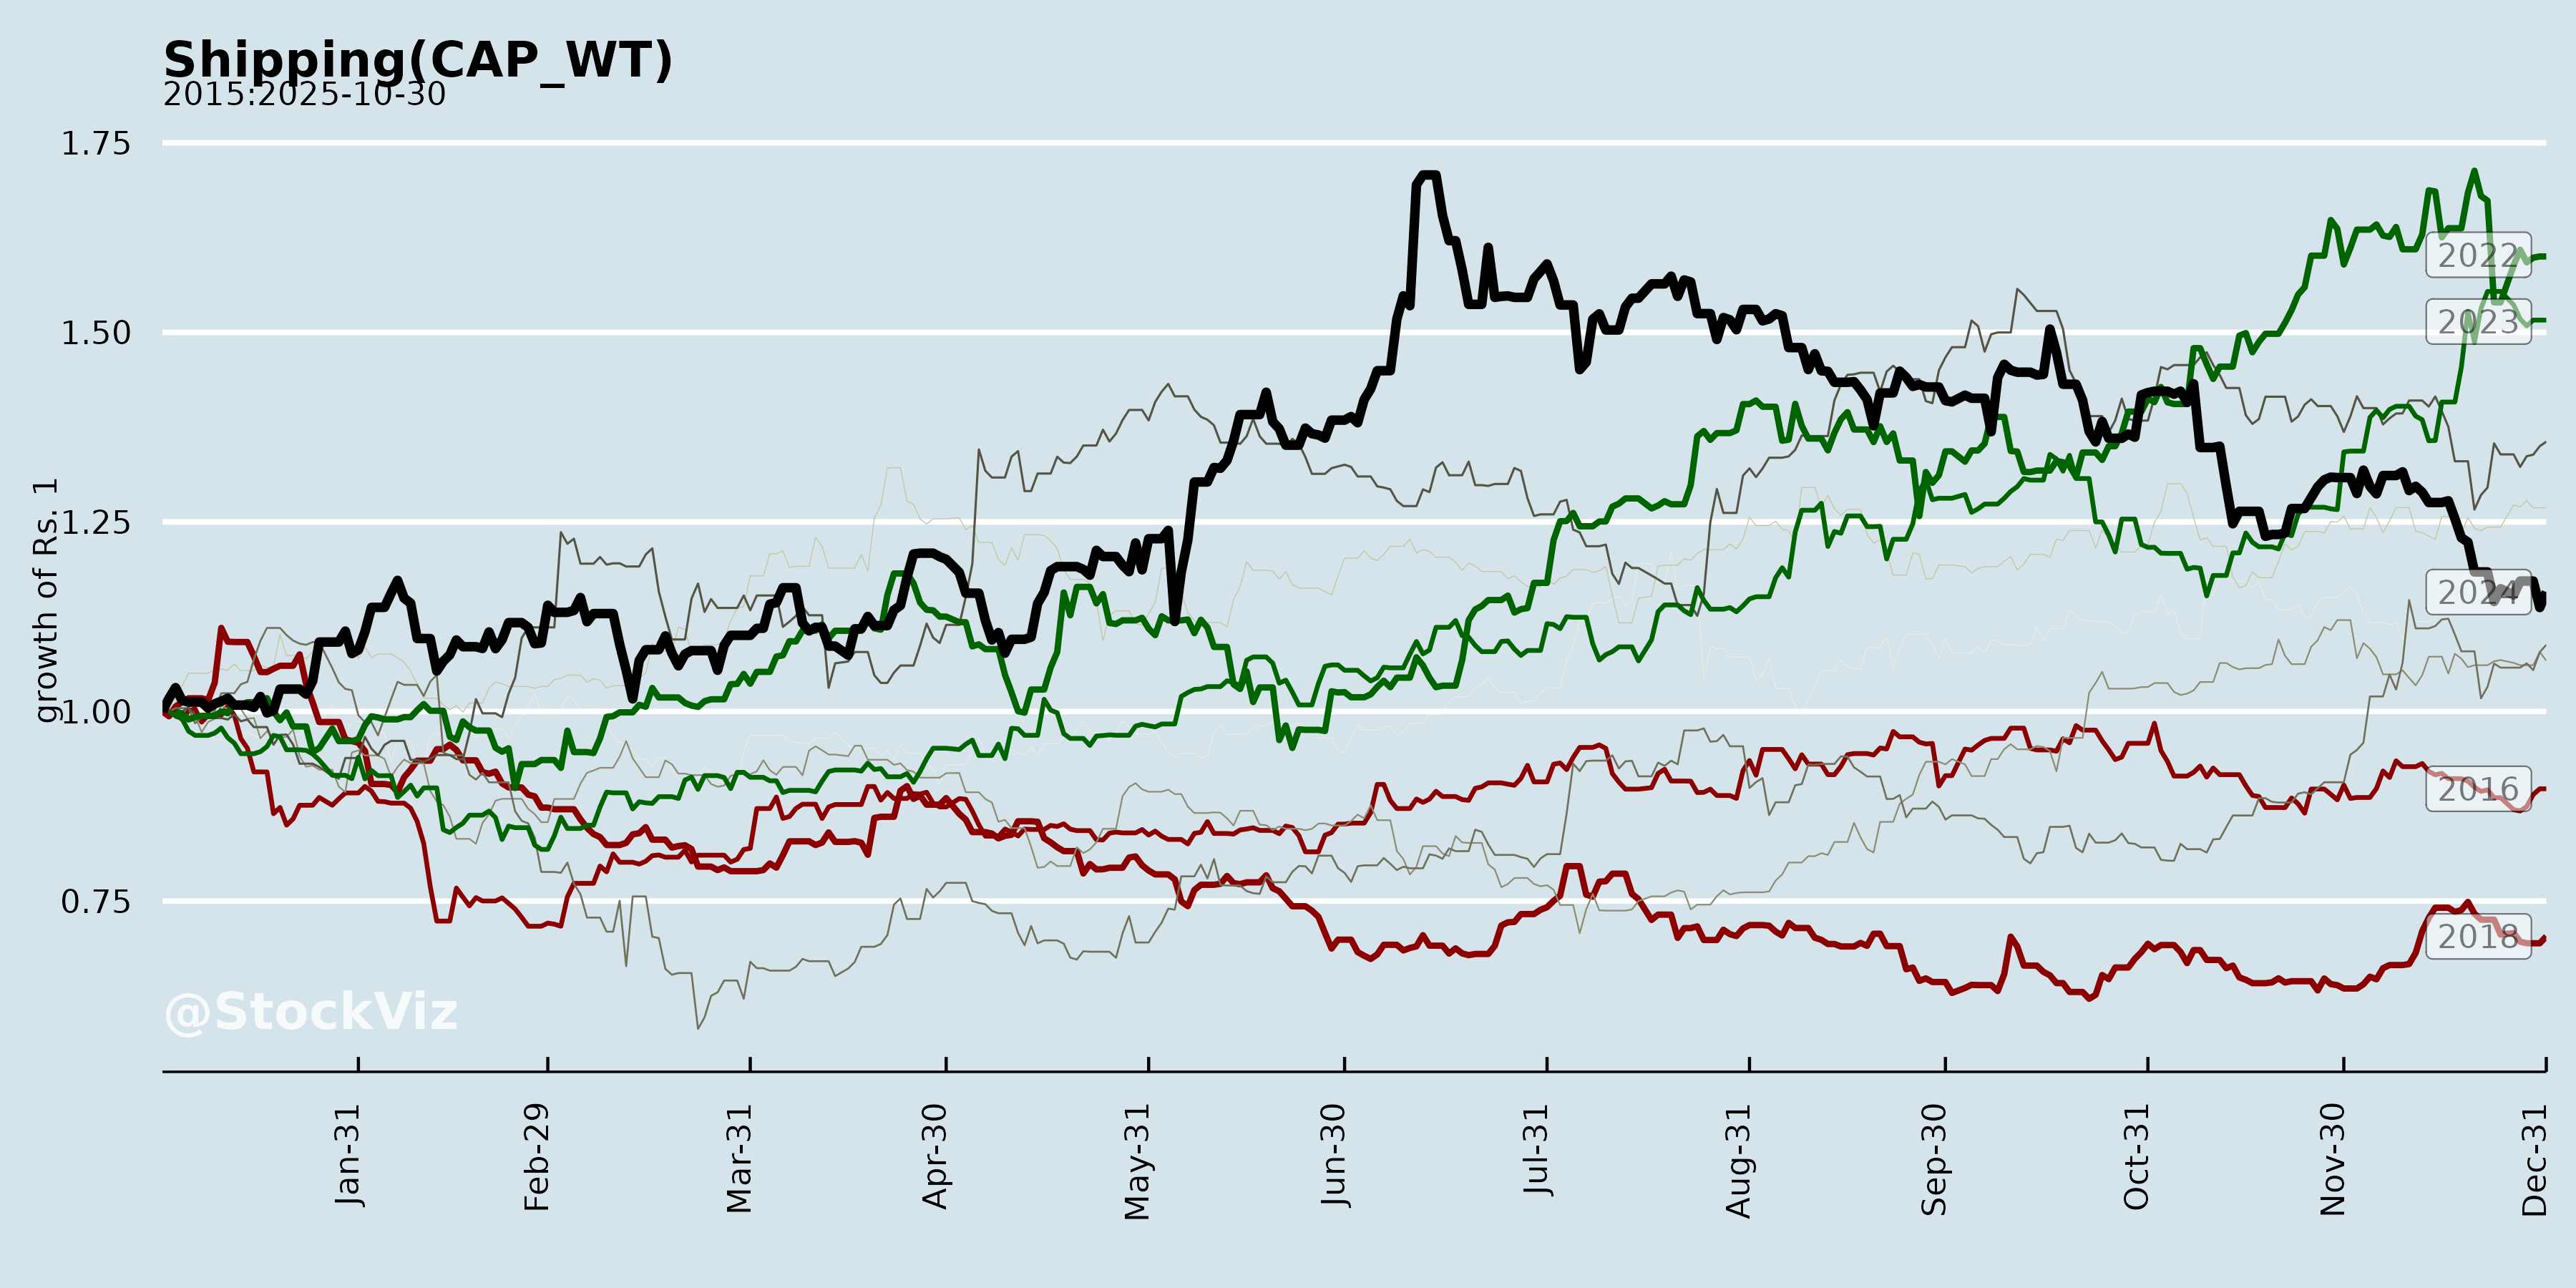 Shipping(CAP_WT)
2015:2025-10-30
growth of Rs. 1
1.75
1.50
1.25
1.00
0.75
2022
2023
2024
2016
2018
@StockViz
Jan-31
Feb-29
Mar-31
Apr-30
May-31
Jun-30
Jul-31
Aug-31
Sep-30
Oct-31
Nov-30
Dec-31